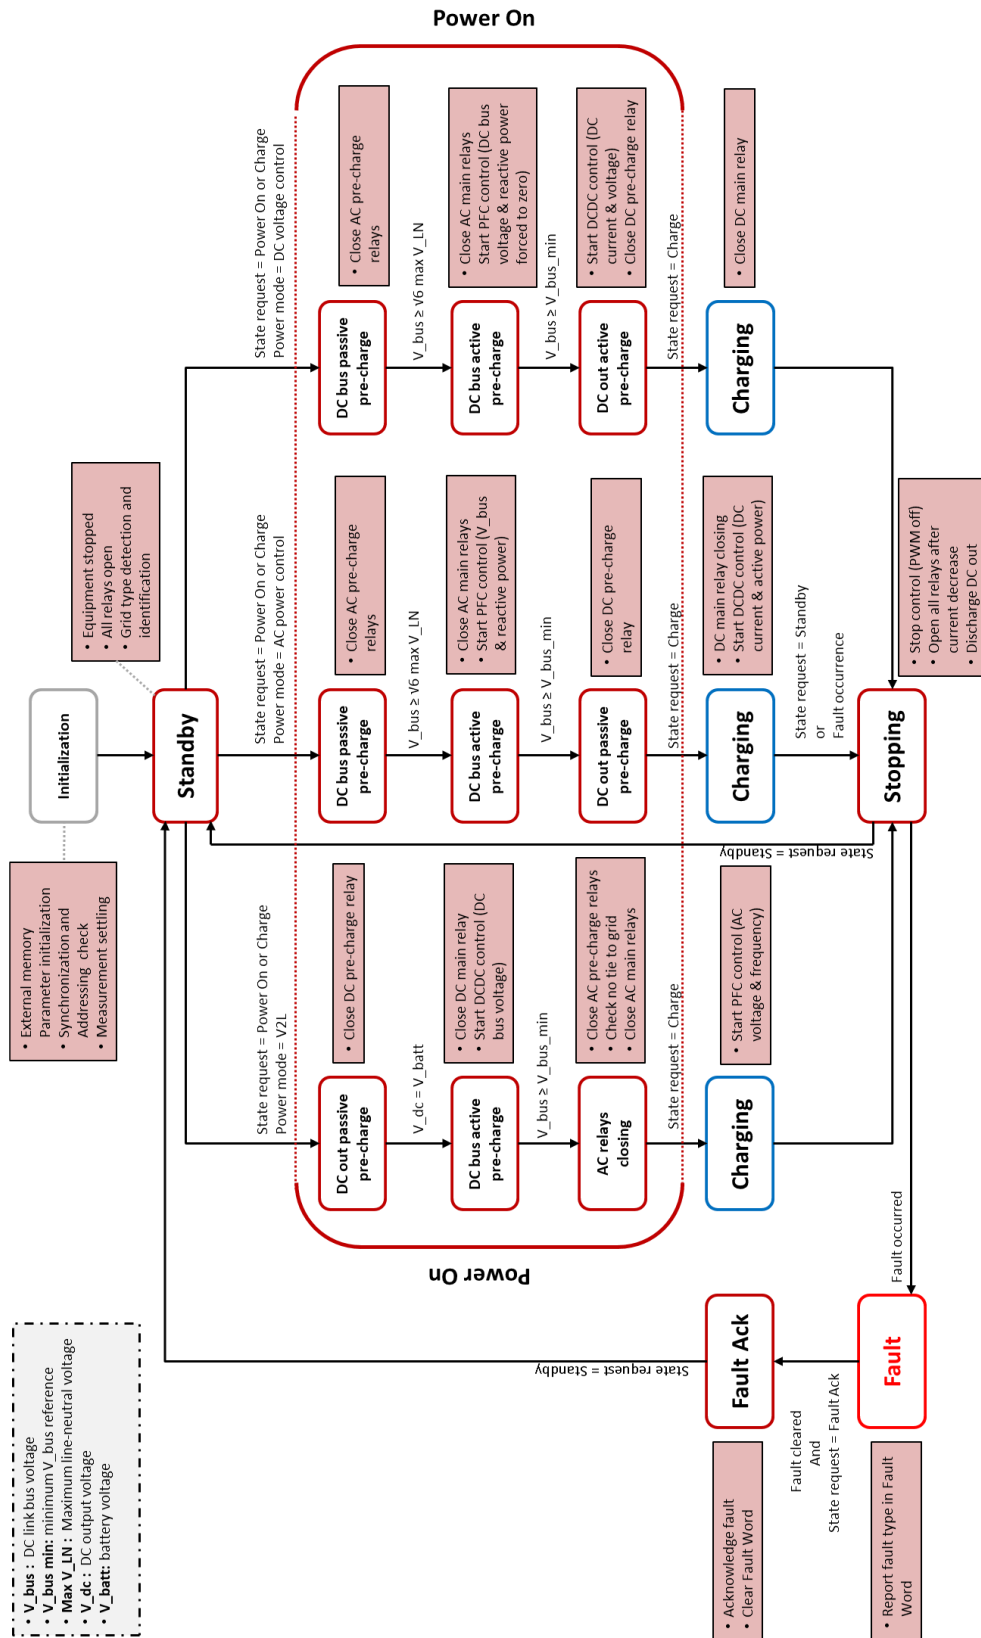 • V_bus : DC link bus voltage
• V_bus min: minimum V_bus reference
• Max V_LN : Maximum line-neutral voltage
• V_dc : DC output voltage
• V_batt: battery voltage
• External memory
Parameter initialization
• Synchronization and
Addressing check
• Measurement settling
Initialization
• Equipment stopped
• All relays open
• Grid type detection and
identification
Standby
State request = Power On or Charge
Power mode = V2L
State request = Power On or Charge
Power mode = AC power control
State request = Power On or Charge
Power mode = DC voltage control
Power On
Power On
DC out passive
pre-charge
• Close DC pre-charge relay
DC bus passive
pre-charge
• Close AC pre-charge
relays
DC bus passive
pre-charge
• Close AC pre-charge
relays
V_dc = V_batt
V_bus ≥ √6 max V_LN
V_bus ≥ √6 max V_LN
DC bus active
pre-charge
• Close DC main relay
• Start DCDC control (DC
bus voltage)
DC bus active
pre-charge
• Close AC main relays
• Start PFC control (V_bus
& reactive power)
DC bus active
pre-charge
• Close AC main relays
Start PFC control (DC bus
voltage & reactive power
forced to zero)
V_bus ≥ V_bus_min
V_bus ≥ V_bus_min
V_bus ≥ V_bus_min
AC relays
closing
• Close AC pre-charge relays
• Check no tie to grid
• Close AC main relays
DC out passive
pre-charge
• Close DC pre-charge
relay
DC out active
pre-charge
• Start DCDC control (DC
current & voltage)
• Close DC pre-charge relay
State request = Charge
State request = Charge
State request = Charge
• Acknowledge fault
• Clear Fault Word
Fault Ack
State request = Standby
Charging
• Start PFC control (AC
voltage & frequency)
State request = Standby
Charging
• DC main relay closing
• Start DCDC control (DC
current & active power)
Charging
• Close DC main relay
Fault cleared
And
State request = Fault Ack
State request = Standby
or
Fault occurrence
• Report fault type in Fault
Word
Fault
Fault occurred
Stopping
• Stop control (PWM off)
• Open all relays after
current decrease
• Discharge DC out